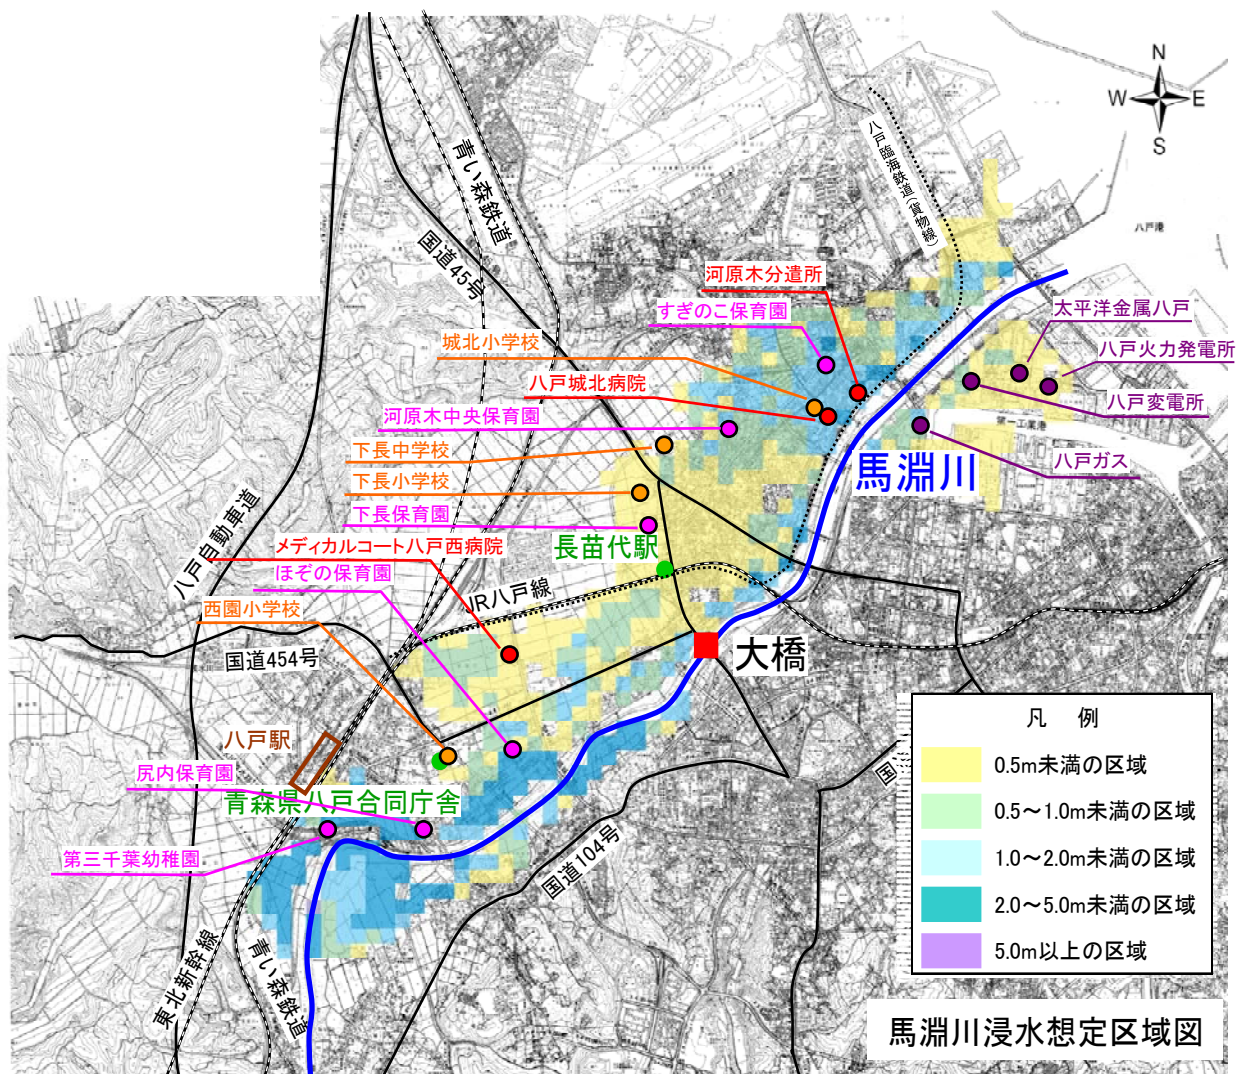 N
W E
S
八戸臨海鉄道(貨物線)
青い森鉄道
国道45号
八戸港
河原木分遣所
太平洋金属八戸
すぎのこ保育園
城北小学校
八戸火力発電所
八戸城北病院
八戸変電所
河原木中央保育園
第一工業港
下長中学校
馬淵川
八戸ガス
下長小学校
八戸自動車道
下長保育園
メディカルコート八戸西病院
長苗代駅
ほぞの保育園
JR八戸線
西園小学校
大橋
国道454号
八戸駅
尻内保育園
青森県八戸合同庁舎
第三千葉幼稚園
国道104号
東北新幹線
青い森鉄道
国
凡 例
0.5m未満の区域
0.5~1.0m未満の区域
1.0~2.0m未満の区域
2.0~5.0m未満の区域
5.0m以上の区域
馬淵川浸水想定区域図